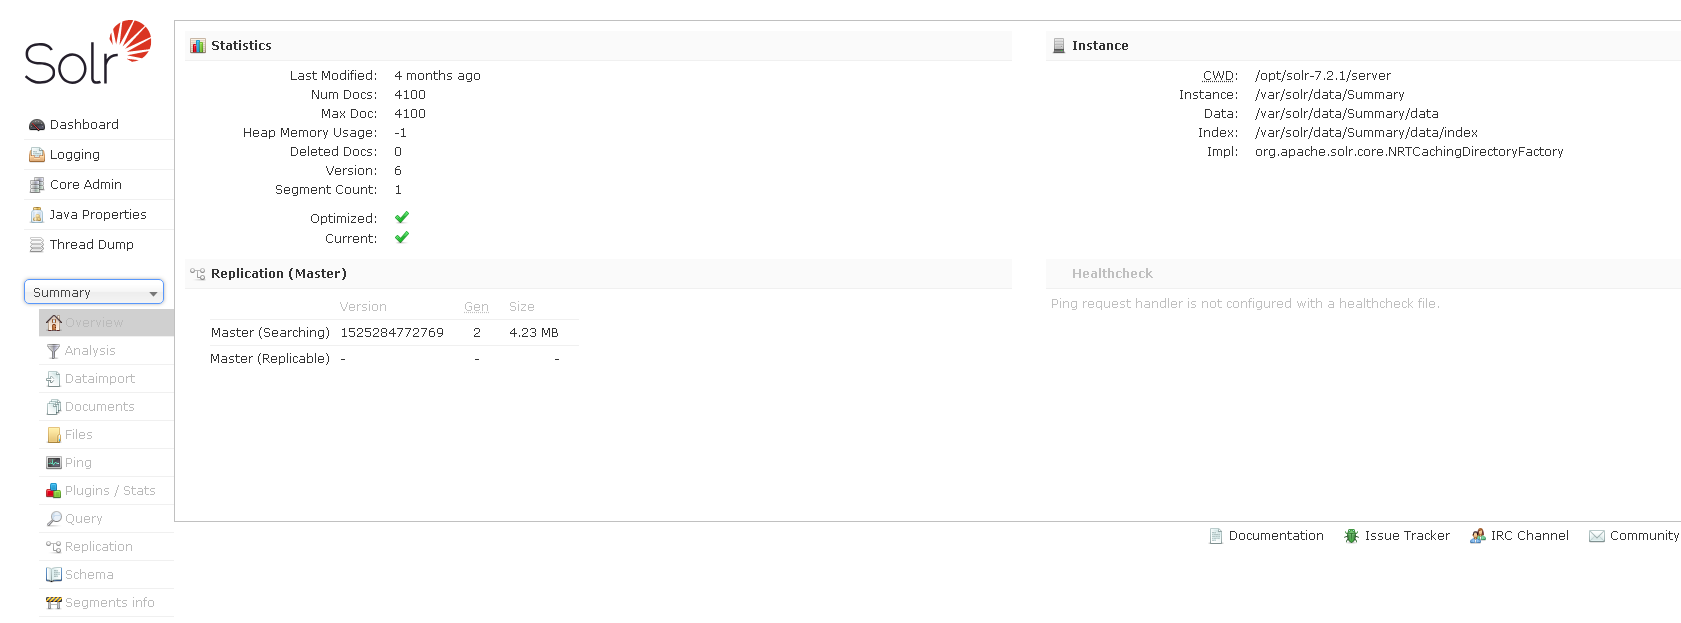 Solr
Dashboard
Logging
Core Admin
Java Properties
Thread Dump
Summary
Overview
Analysis
Dataimport
Documents
Files
Ping
Plugins / Stats
Query
Replication
Schema
Segments info
Statistics
Last Modified: 4 months ago
Num Docs: 4100
Max Doc: 4100
Heap Memory Usage: -1
Deleted Docs: 0
Version: 6
Segment Count: 1
Optimized:
Current:
Instance
CWD: /opt/solr-7.2.1/server
Instance: /var/solr/data/Summary
Data: /var/solr/data/Summary/data
Index: /var/solr/data/Summary/data/index
Impl: org.apache.solr.core.NRTCachingDirectoryFactory
Replication (Master)
Version Gen Size
Master (Searching) 1525284772769 2 4.23 MB
Master (Replicable) - - -
Healthcheck
Ping request handler is not configured with a healthcheck file.
Documentation Issue Tracker IRC Channel Community